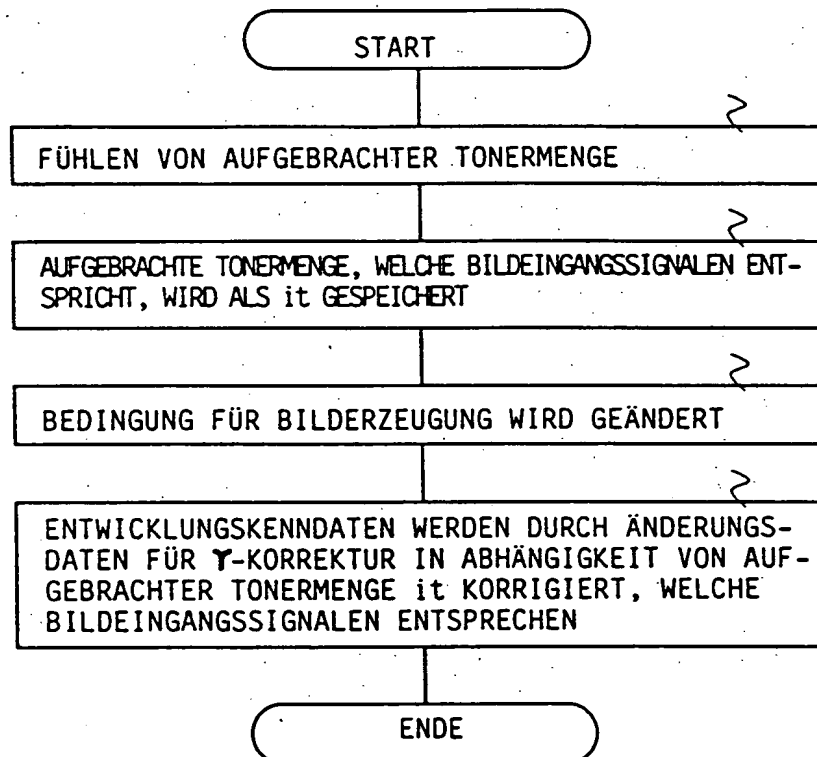 START
FÜHLEN VON AUFGEBRACHTER TONERMENGE
AUFGEBRACHTE TONERMENGE, WELCHE BILDEINGANGSSIGNALEN ENT-
SPRICHT, WIRD ALS it GESPEICHERT
BEDINGUNG FÜR BILDERZEUGUNG WIRD GEÄNDERT
ENTWICKLUNGSKENNDATEN WERDEN DURCH ÄNDERUNGS-
DATEN FÜR γ-KORREKTUR IN ABHÄNGIGKEIT VON AUF-
GEBRACHTER TONERMENGE it KORRIGIERT, WELCHE
BILDEINGANGSSIGNALEN ENTSPRECHEN
ENDE